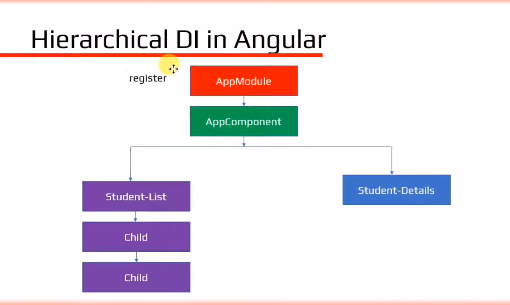 Hierarchical DI in Angular
register
AppModule
AppComponent
Student-List
Student-Details
Child
Child